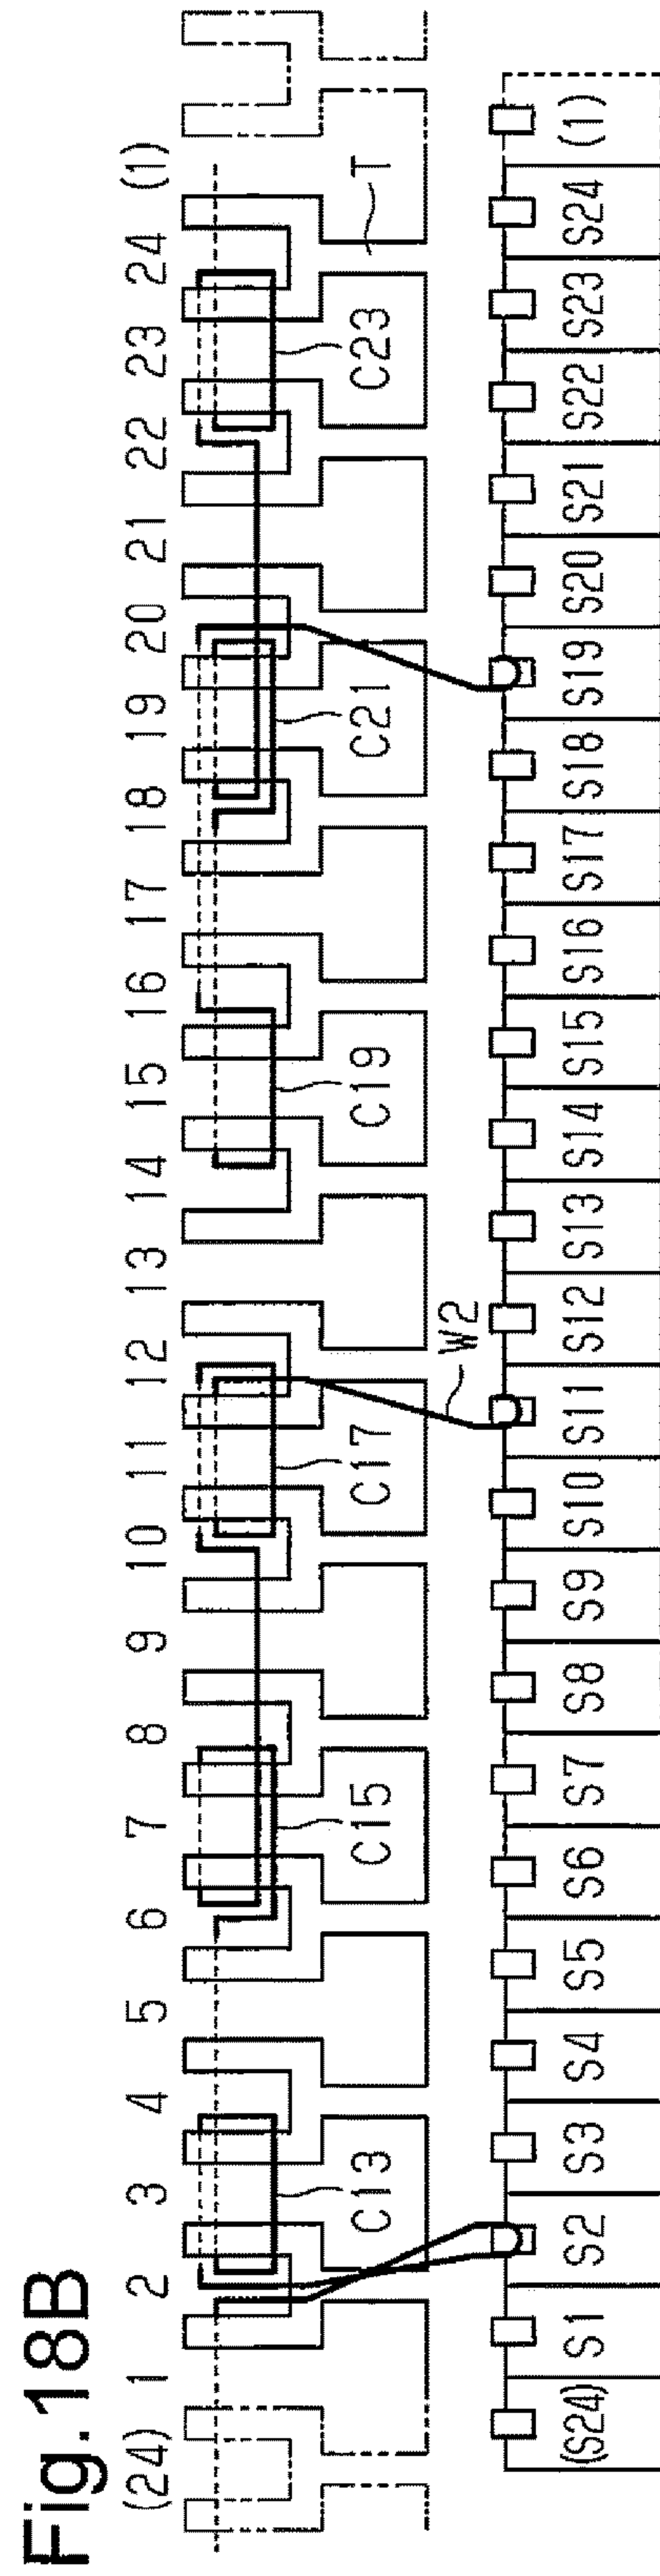 Fig.18B
(24) 1 2 3 4 5 6 7 8 9 10 11 12 13 14 15 16 17 18 19 20 21 22 23 24 (1)
T
C13 C15 C17 C19 C21 C23
W2
(S24) S1 S2 S3 S4 S5 S6 S7 S8 S9 S10 S11 S12 S13 S14 S15 S16 S17 S18 S19 S20 S21 S22 S23 S24 (1)